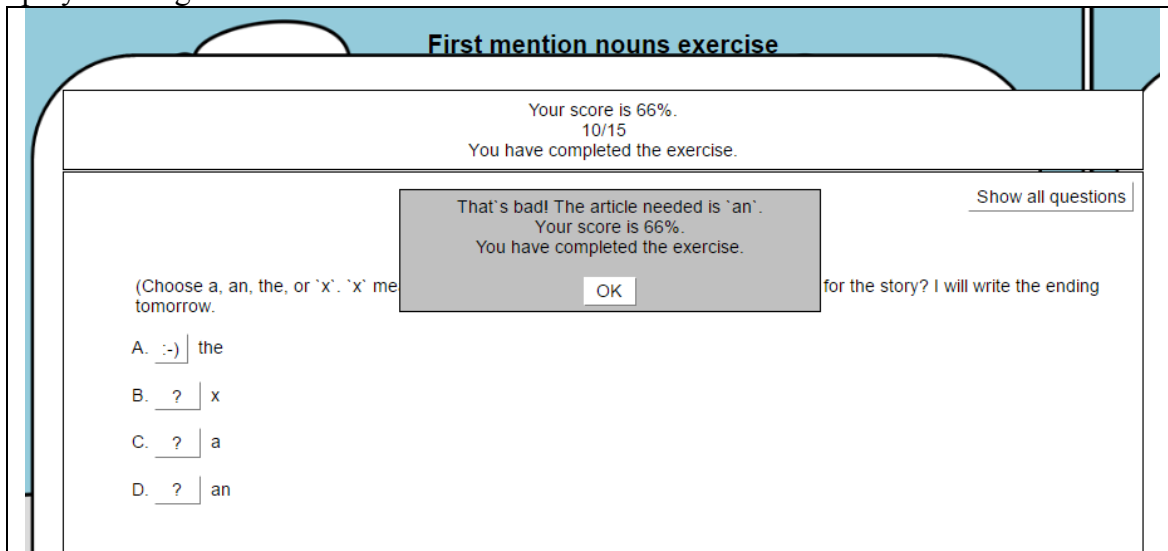 First mention nouns exercise
Your score is 66%.
10/15
You have completed the exercise.
Show all questions
That`s bad! The article needed is `an`.
Your score is 66%.
You have completed the exercise.
OK
(Choose a, an, the, or `x`. `x` me for the story? I will write the ending
tomorrow.
A. :-) the
B. ? x
C. ? a
D. ? an